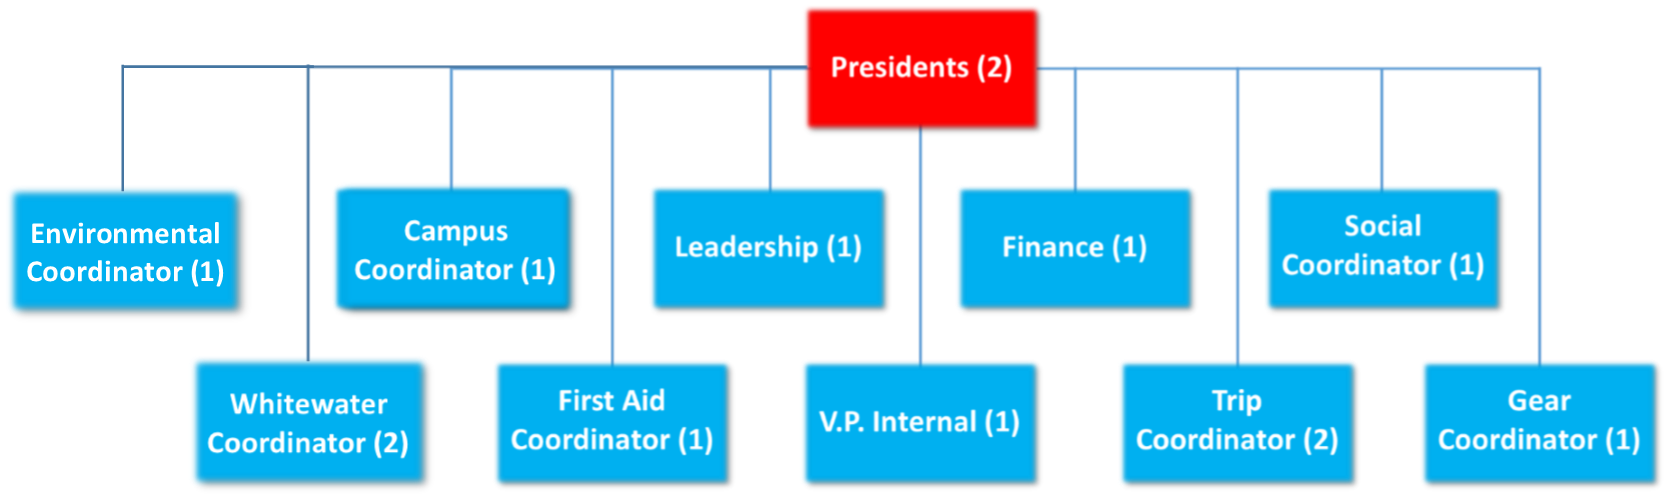 Presidents (2)
Environmental
Coordinator (1)
Campus
Coordinator (1)
Leadership (1)
Finance (1)
Social
Coordinator (1)
Whitewater
Coordinator (2)
First Aid
Coordinator (1)
V.P. Internal (1)
Trip
Coordinator (2)
Gear
Coordinator (1)